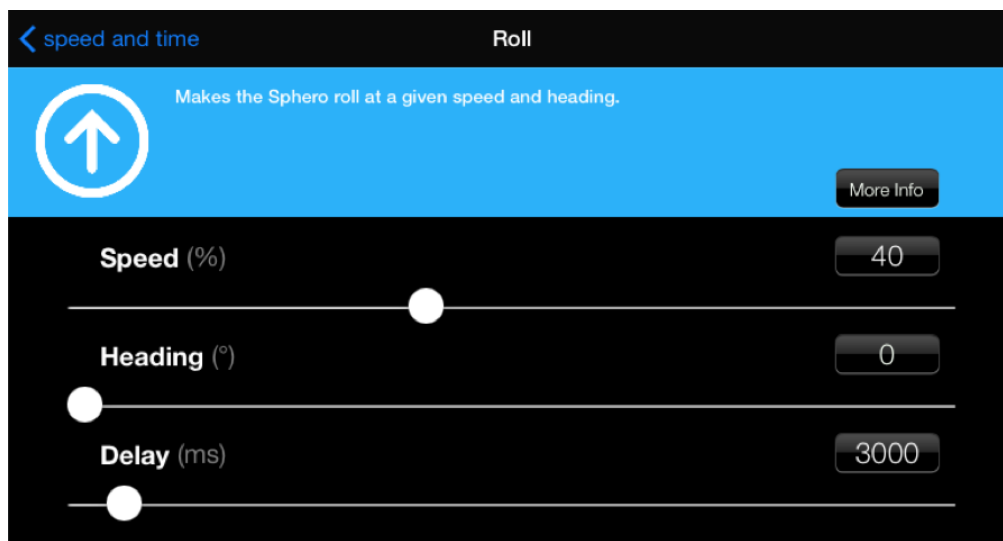 speed and time
Roll
Makes the Sphero roll at a given speed and heading.
More Info
Speed (%)
40
Heading (°)
0
Delay (ms)
3000